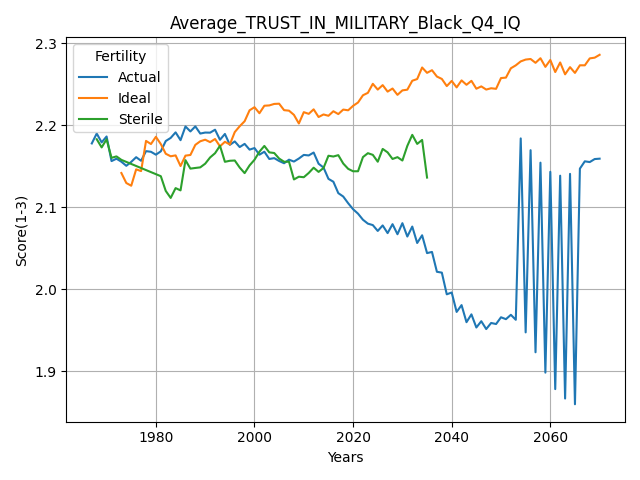 Average_TRUST_IN_MILITARY_Black_Q4_IQ
Fertility
Actual
Ideal
Sterile
Score(1-3)
2.3
2.2
2.1
2.0
1.9
1980
2000
2020
2040
2060
Years